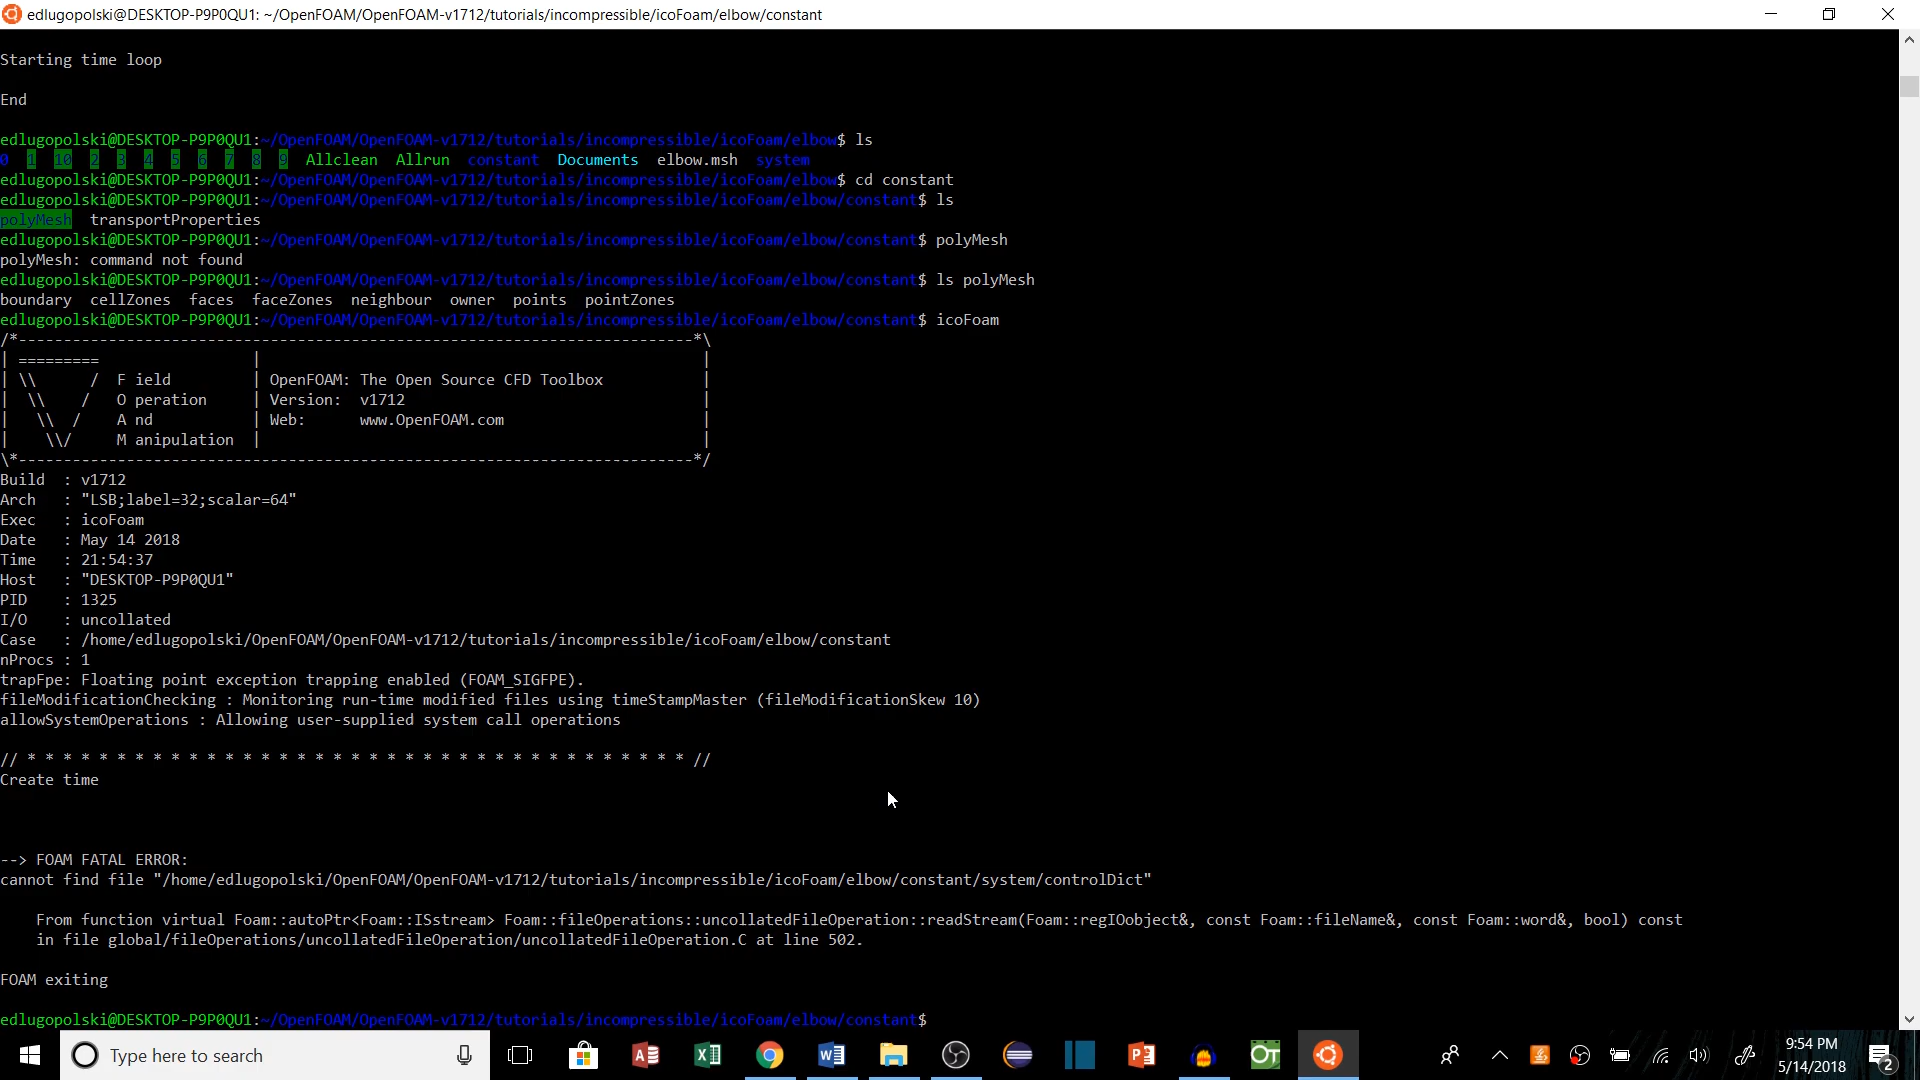 edlugopolski@DESKTOP-P9P0QU1: ~/OpenFOAM/OpenFOAM-v1712/tutorials/incompressible/icoFoam/elbow/constant
Starting time loop
End
edlugopolski@DESKTOP-P9P0QU1:~/OpenFOAM/OpenFOAM-v1712/tutorials/incompressible/icoFoam/elbow$ ls
0  1  10  2  3  4  5  6  7  8  9  Allclean  Allrun  constant  Documents  elbow.msh  system
edlugopolski@DESKTOP-P9P0QU1:~/OpenFOAM/OpenFOAM-v1712/tutorials/incompressible/icoFoam/elbow$ cd constant
edlugopolski@DESKTOP-P9P0QU1:~/OpenFOAM/OpenFOAM-v1712/tutorials/incompressible/icoFoam/elbow/constant$ ls
polyMesh  transportProperties
edlugopolski@DESKTOP-P9P0QU1:~/OpenFOAM/OpenFOAM-v1712/tutorials/incompressible/icoFoam/elbow/constant$ polyMesh
polyMesh: command not found
edlugopolski@DESKTOP-P9P0QU1:~/OpenFOAM/OpenFOAM-v1712/tutorials/incompressible/icoFoam/elbow/constant$ ls polyMesh
boundary  cellZones  faces  faceZones  neighbour  owner  points  pointZones
edlugopolski@DESKTOP-P9P0QU1:~/OpenFOAM/OpenFOAM-v1712/tutorials/incompressible/icoFoam/elbow/constant$ icoFoam
/*---------------------------------------------------------------------------*\
| =========                 |                                                 |
| \\      /  F ield         | OpenFOAM: The Open Source CFD Toolbox           |
|  \\    /   O peration     | Version:  v1712                                 |
|   \\  /    A nd           | Web:      www.OpenFOAM.com                      |
|    \\/     M anipulation  |                                                 |
\*---------------------------------------------------------------------------*/
Build  : v1712
Arch   : "LSB;label=32;scalar=64"
Exec   : icoFoam
Date   : May 14 2018
Time   : 21:54:37
Host   : "DESKTOP-P9P0QU1"
PID    : 1325
I/O    : uncollated
Case   : /home/edlugopolski/OpenFOAM/OpenFOAM-v1712/tutorials/incompressible/icoFoam/elbow/constant
nProcs : 1
trapFpe: Floating point exception trapping enabled (FOAM_SIGFPE).
fileModificationChecking : Monitoring run-time modified files using timeStampMaster (fileModificationSkew 10)
allowSystemOperations : Allowing user-supplied system call operations
// * * * * * * * * * * * * * * * * * * * * * * * * * * * * * * * * * * * * * //
Create time
--> FOAM FATAL ERROR:
cannot find file "/home/edlugopolski/OpenFOAM/OpenFOAM-v1712/tutorials/incompressible/icoFoam/elbow/constant/system/controlDict"
From function virtual Foam::autoPtr<Foam::ISstream> Foam::fileOperations::uncollatedFileOperation::readStream(Foam::regIOobject&, const Foam::fileName&, const Foam::word&, bool) const
in file global/fileOperations/uncollatedFileOperation/uncollatedFileOperation.C at line 502.
FOAM exiting
edlugopolski@DESKTOP-P9P0QU1:~/OpenFOAM/OpenFOAM-v1712/tutorials/incompressible/icoFoam/elbow/constant$
Type here to search
9:54 PM
5/14/2018
2